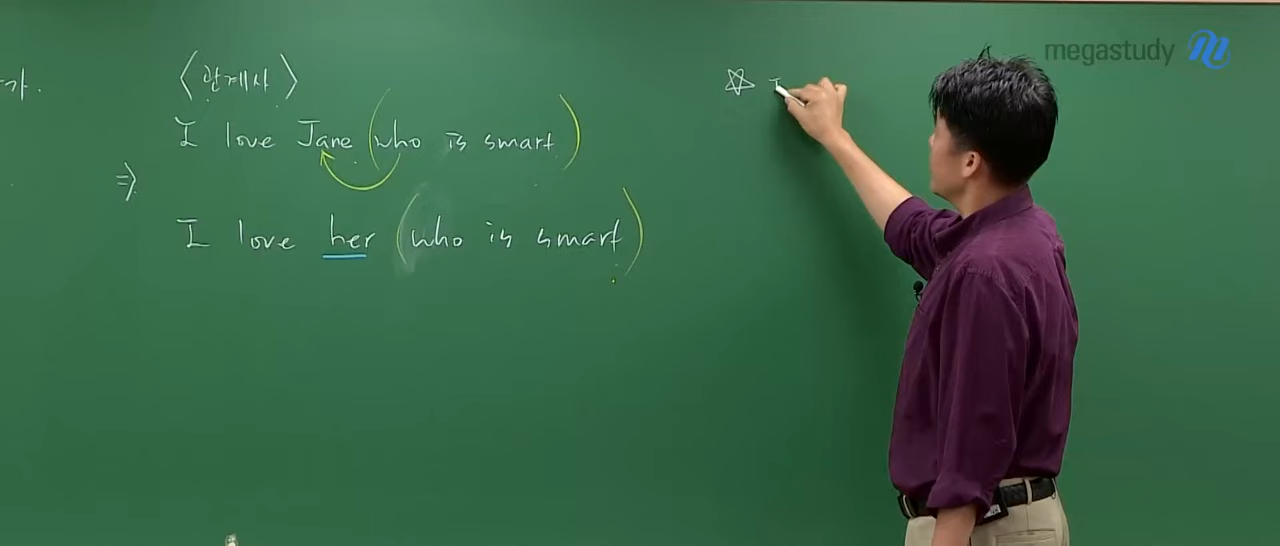 〈관계사〉
I love Jane (who is smart)
⇒
I love her (who is smart)
☆ I
megastudy